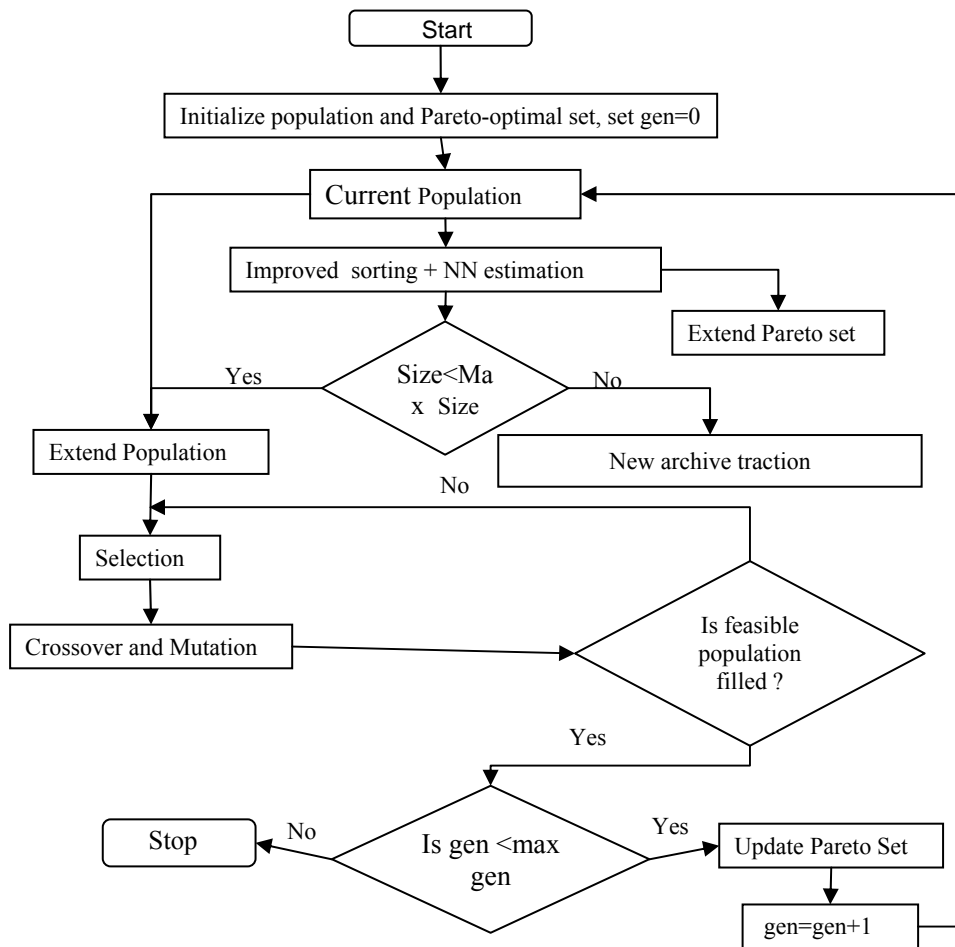 Start
Initialize population and Pareto-optimal set, set gen=0
Current Population
Improved sorting + NN estimation
Extend Pareto set
Size<Ma
x Size
Yes
No
Extend Population
New archive traction
No
Selection
Crossover and Mutation
Is feasible
population
filled ?
Yes
Is gen <max
gen
No
Stop
Yes
Update Pareto Set
gen=gen+1